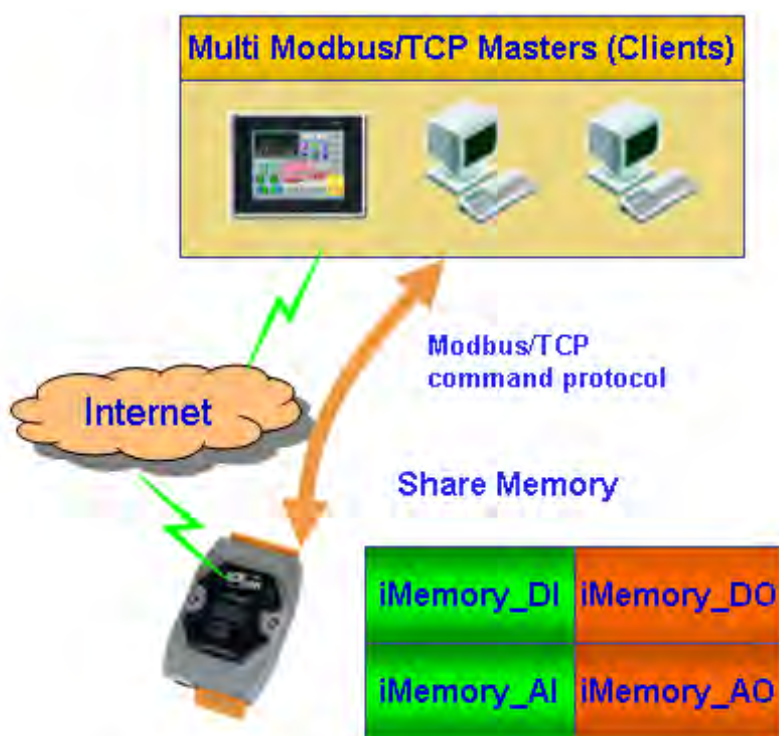 Multi Modbus/TCP Masters (Clients)
Modbus/TCP
command protocol
Internet
Share Memory
iMemory_DI iMemory_DO
iMemory_AI iMemory_AO